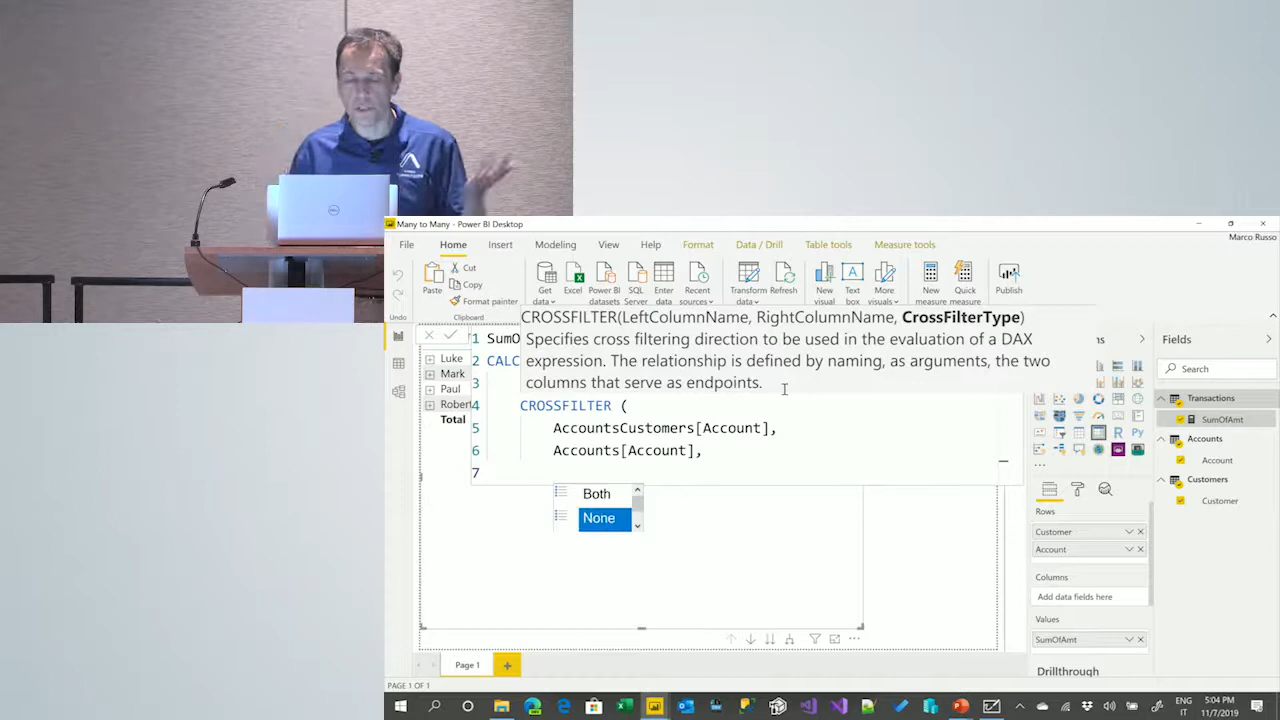 DELL
Many to Many - Power BI Desktop
Marco Russo
File Home Insert Modeling View Help Format Data / Drill Table tools Measure tools
Paste
Cut
Copy
Format painter
Get data
Excel
Power BI datasets
SQL Server
Enter data
Recent sources
Transform data
Refresh
New visual
Text box
More visuals
New measure
Quick measure
Publish
Undo
Clipboard
CROSSFILTER(LeftColumnName, RightColumnName, CrossFilterType)
Specifies cross filtering direction to be used in the evaluation of a DAX
expression. The relationship is defined by naming, as arguments, the two
columns that serve as endpoints.
1 SumO
2 CALC
3
4 CROSSFILTER (
5 AccountsCustomers[Account],
6 Accounts[Account],
7
Both
None
Luke
Mark
Paul
Robert
Total
ns
Fields
Search
Transactions
SumOfAmt
Accounts
Account
Customers
Customer
R Py
Rows
Customer
Account
Columns
Add data fields here
Values
SumOfAmt
Drillthrough
Page 1
PAGE 1 OF 1
ENG
IT
5:04 PM
11/7/2019